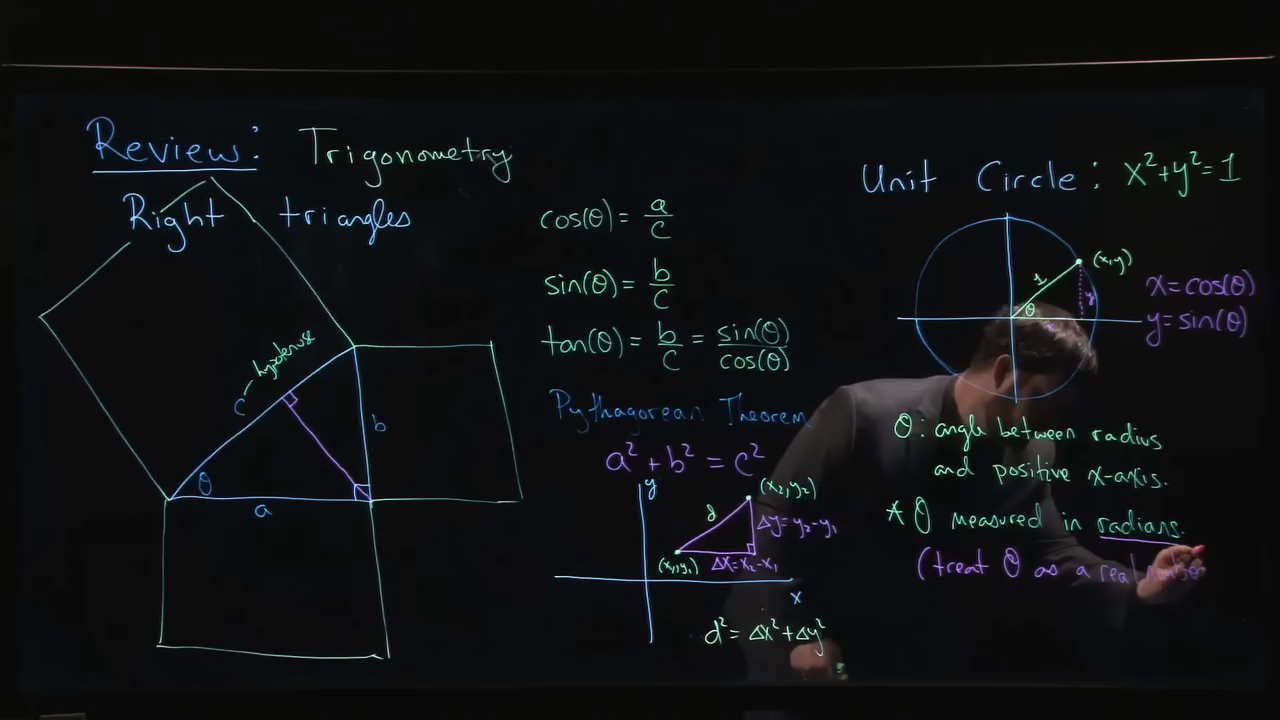 Review: Trigonometry
Right triangles
c
hypotenuse
θ
a
b
cos(θ) = a/c
sin(θ) = b/c
tan(θ) = b/c = sin(θ)/cos(θ)
Pythagorean Theorem
a² + b² = c²
y
(x₂, y₂)
d
Δy = y₂ - y₁
(x₁, y₁)
Δx = x₂ - x₁
x
d² = Δx² + Δy²
Unit Circle: x² + y² = 1
(x, y)
1
θ
y
x = cos(θ)
y = sin(θ)
θ: angle between radius
and positive x-axis.
* θ measured in radians.
(treat θ as a real